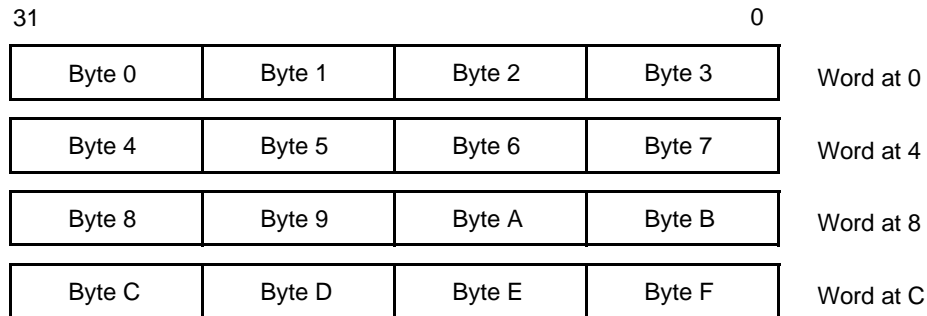 31 0
Byte 0 Byte 1 Byte 2 Byte 3 Word at 0
Byte 4 Byte 5 Byte 6 Byte 7 Word at 4
Byte 8 Byte 9 Byte A Byte B Word at 8
Byte C Byte D Byte E Byte F Word at C